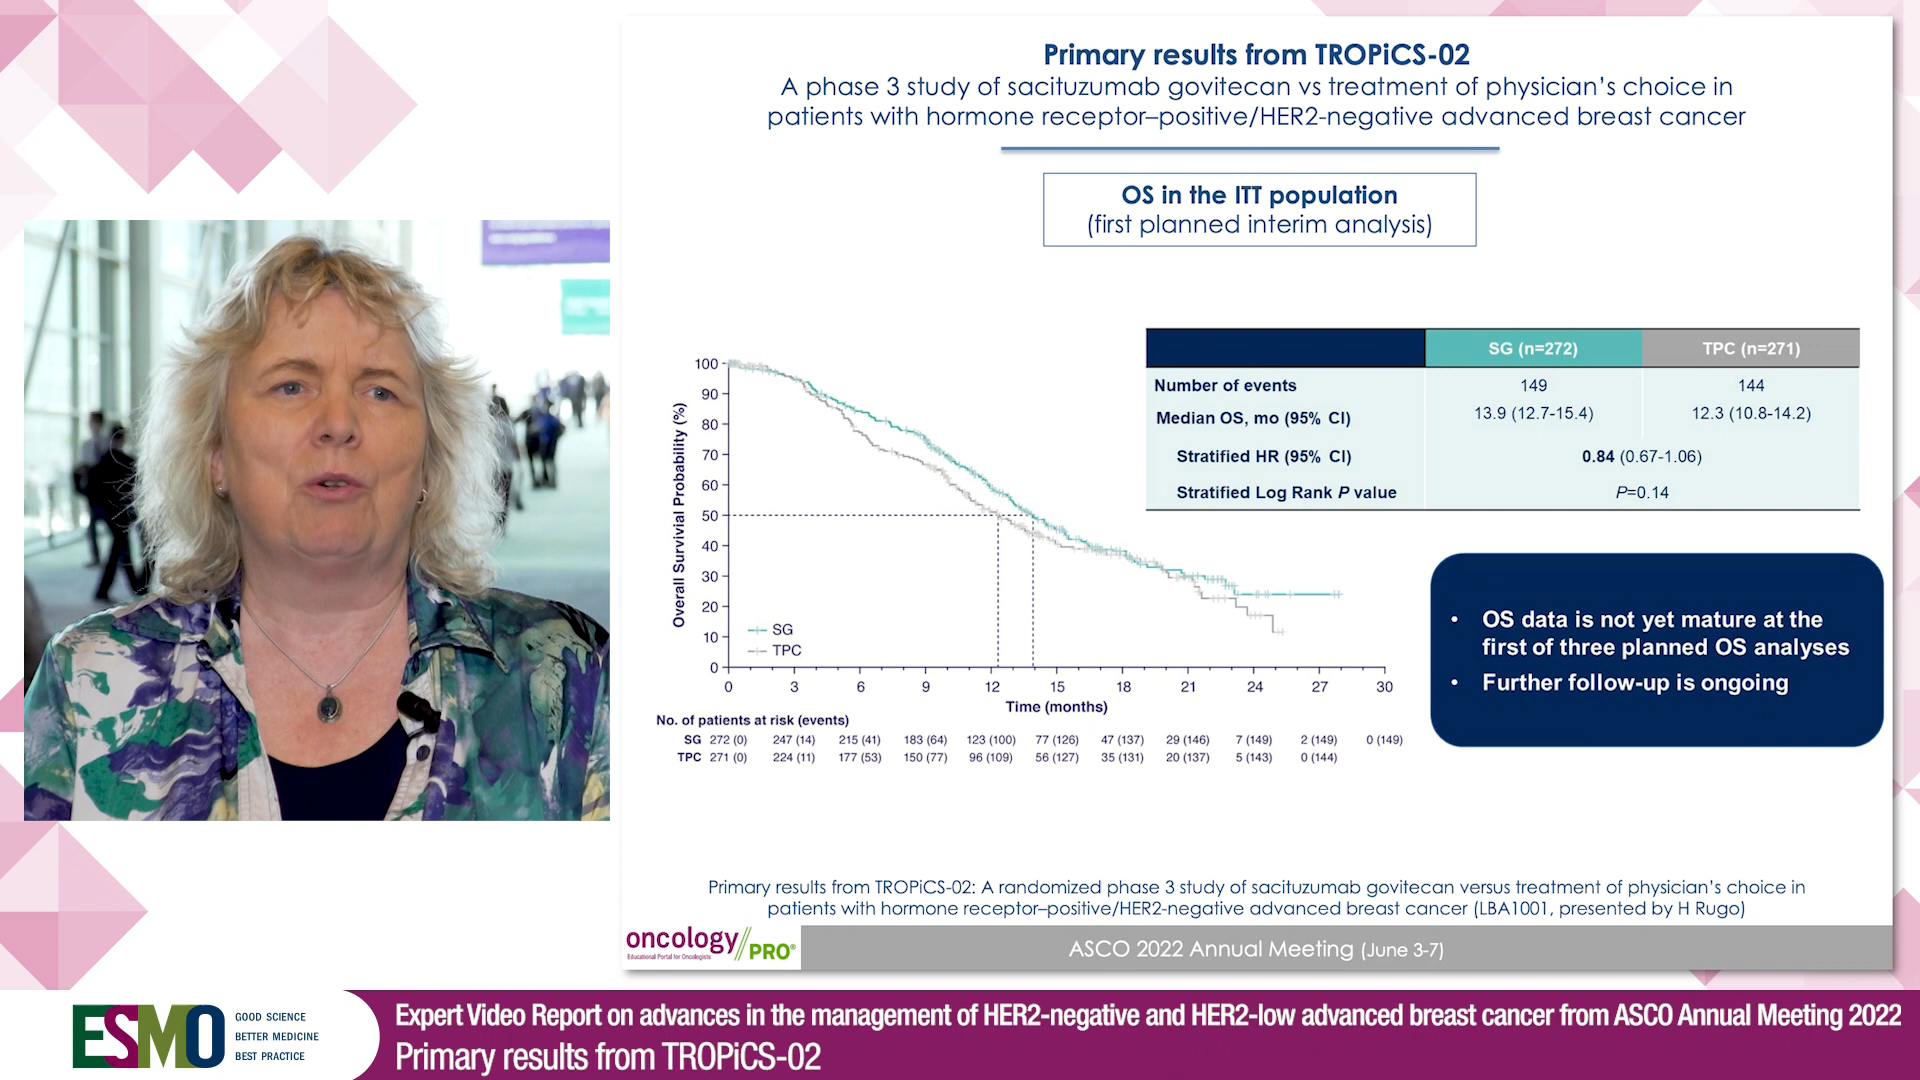 Primary results from TROPiCS-02
A phase 3 study of sacituzumab govitecan vs treatment of physician's choice in
patients with hormone receptor–positive/HER2-negative advanced breast cancer
OS in the ITT population
(first planned interim analysis)
SG (n=272) TPC (n=271)
Number of events 149 144
Median OS, mo (95% CI) 13.9 (12.7-15.4) 12.3 (10.8-14.2)
Stratified HR (95% CI) 0.84 (0.67-1.06)
Stratified Log Rank P value P=0.14
Overall Survivial Probability (%)
100
90
80
70
60
50
40
30
20
10
0
SG
TPC
0 3 6 9 12 15 18 21 24 27 30
Time (months)
No. of patients at risk (events)
SG 272 (0) 247 (14) 215 (41) 183 (64) 123 (100) 77 (126) 47 (137) 29 (146) 7 (149) 2 (149) 0 (149)
TPC 271 (0) 224 (11) 177 (53) 150 (77) 96 (109) 56 (127) 35 (131) 20 (137) 5 (143) 0 (144)
• OS data is not yet mature at the
first of three planned OS analyses
• Further follow-up is ongoing
Primary results from TROPiCS-02: A randomized phase 3 study of sacituzumab govitecan versus treatment of physician's choice in
patients with hormone receptor–positive/HER2-negative advanced breast cancer (LBA1001, presented by H Rugo)
oncology//PRO®
Educational Portal for Oncologists
ASCO 2022 Annual Meeting (June 3-7)
ESMO
GOOD SCIENCE
BETTER MEDICINE
BEST PRACTICE
Expert Video Report on advances in the management of HER2-negative and HER2-low advanced breast cancer from ASCO Annual Meeting 2022
Primary results from TROPiCS-02